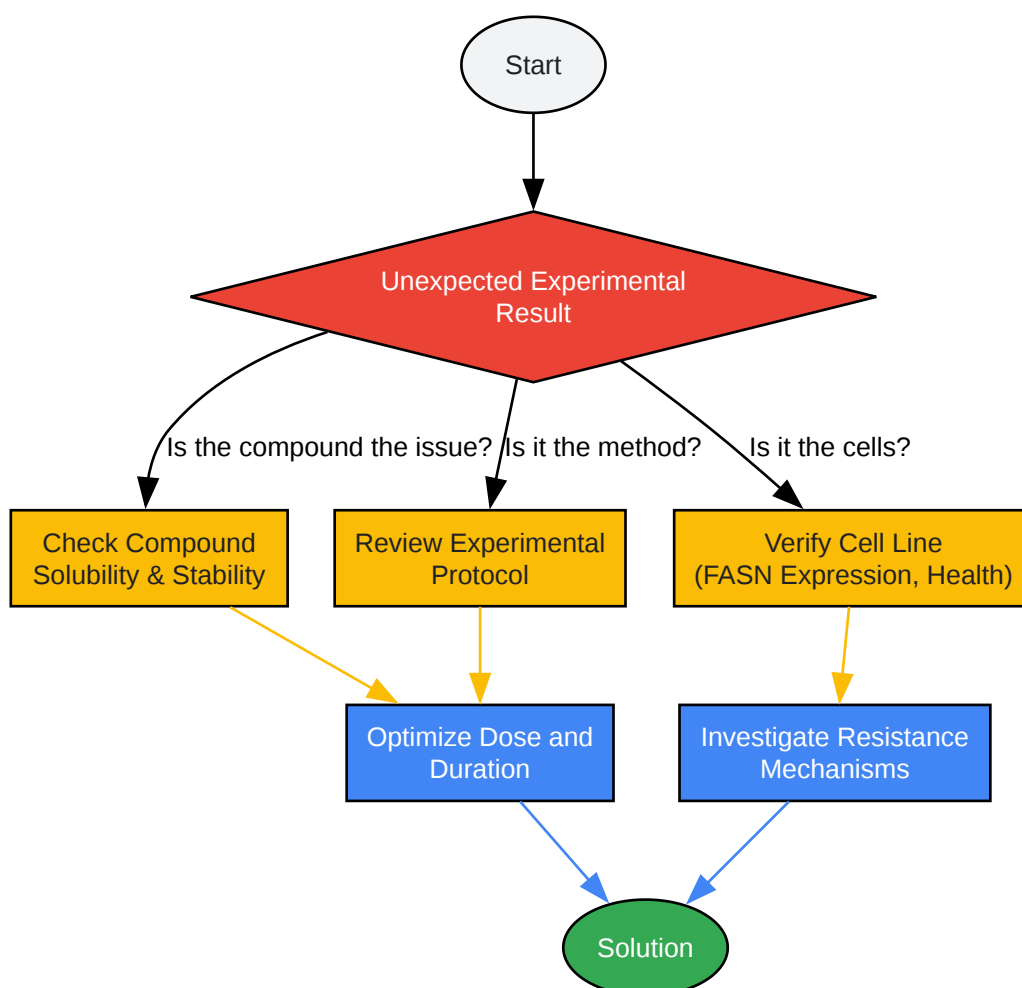 Start
Unexpected Experimental
Result
Is the compound the issue?
Is it the method?
Is it the cells?
Check Compound
Solubility & Stability
Review Experimental
Protocol
Verify Cell Line
(FASN Expression, Health)
Optimize Dose and
Duration
Investigate Resistance
Mechanisms
Solution